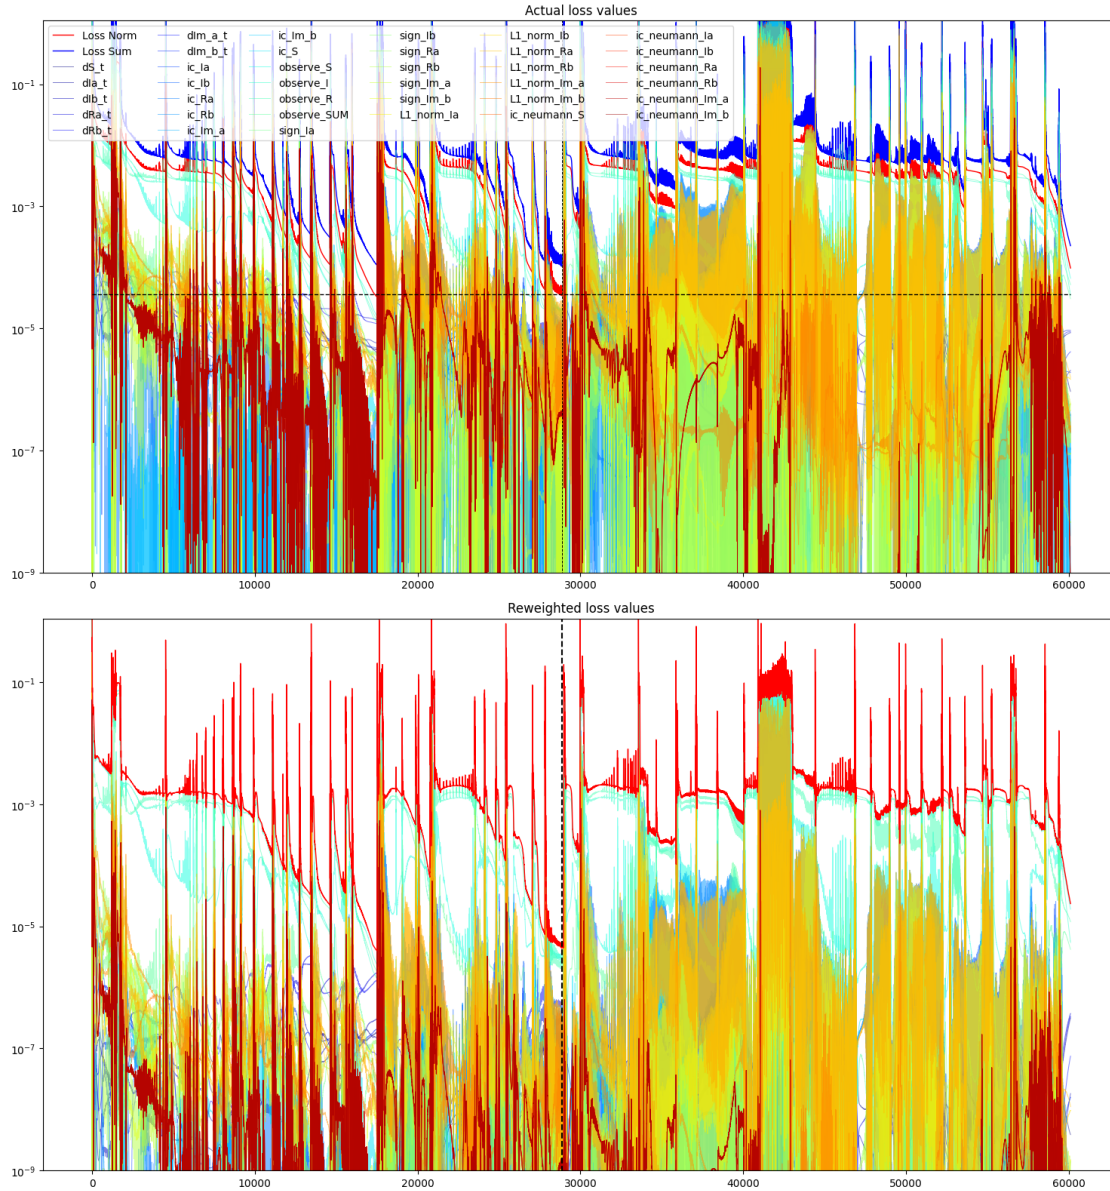 Actual loss values
Loss Norm
Loss Sum
dS_t
dIa_t
dIb_t
dRa_t
dRb_t
dIm_a_t
dIm_b_t
ic_Ia
ic_Ib
ic_Ra
ic_Rb
ic_Im_a
ic_Im_b
ic_S
observe_S
observe_I
observe_R
observe_SUM
sign_Ia
sign_Ib
sign_Ra
sign_Rb
sign_Im_a
sign_Im_b
L1_norm_Ia
L1_norm_Ib
L1_norm_Ra
L1_norm_Rb
L1_norm_Im_a
L1_norm_Im_b
ic_neumann_S
ic_neumann_Ia
ic_neumann_Ib
ic_neumann_Ra
ic_neumann_Rb
ic_neumann_Im_a
ic_neumann_Im_b
10⁻¹
10⁻³
10⁻⁵
10⁻⁷
10⁻⁹
0 10000 20000 30000 40000 50000 60000
Reweighted loss values
10⁻¹
10⁻³
10⁻⁵
10⁻⁷
10⁻⁹
0 10000 20000 30000 40000 50000 60000